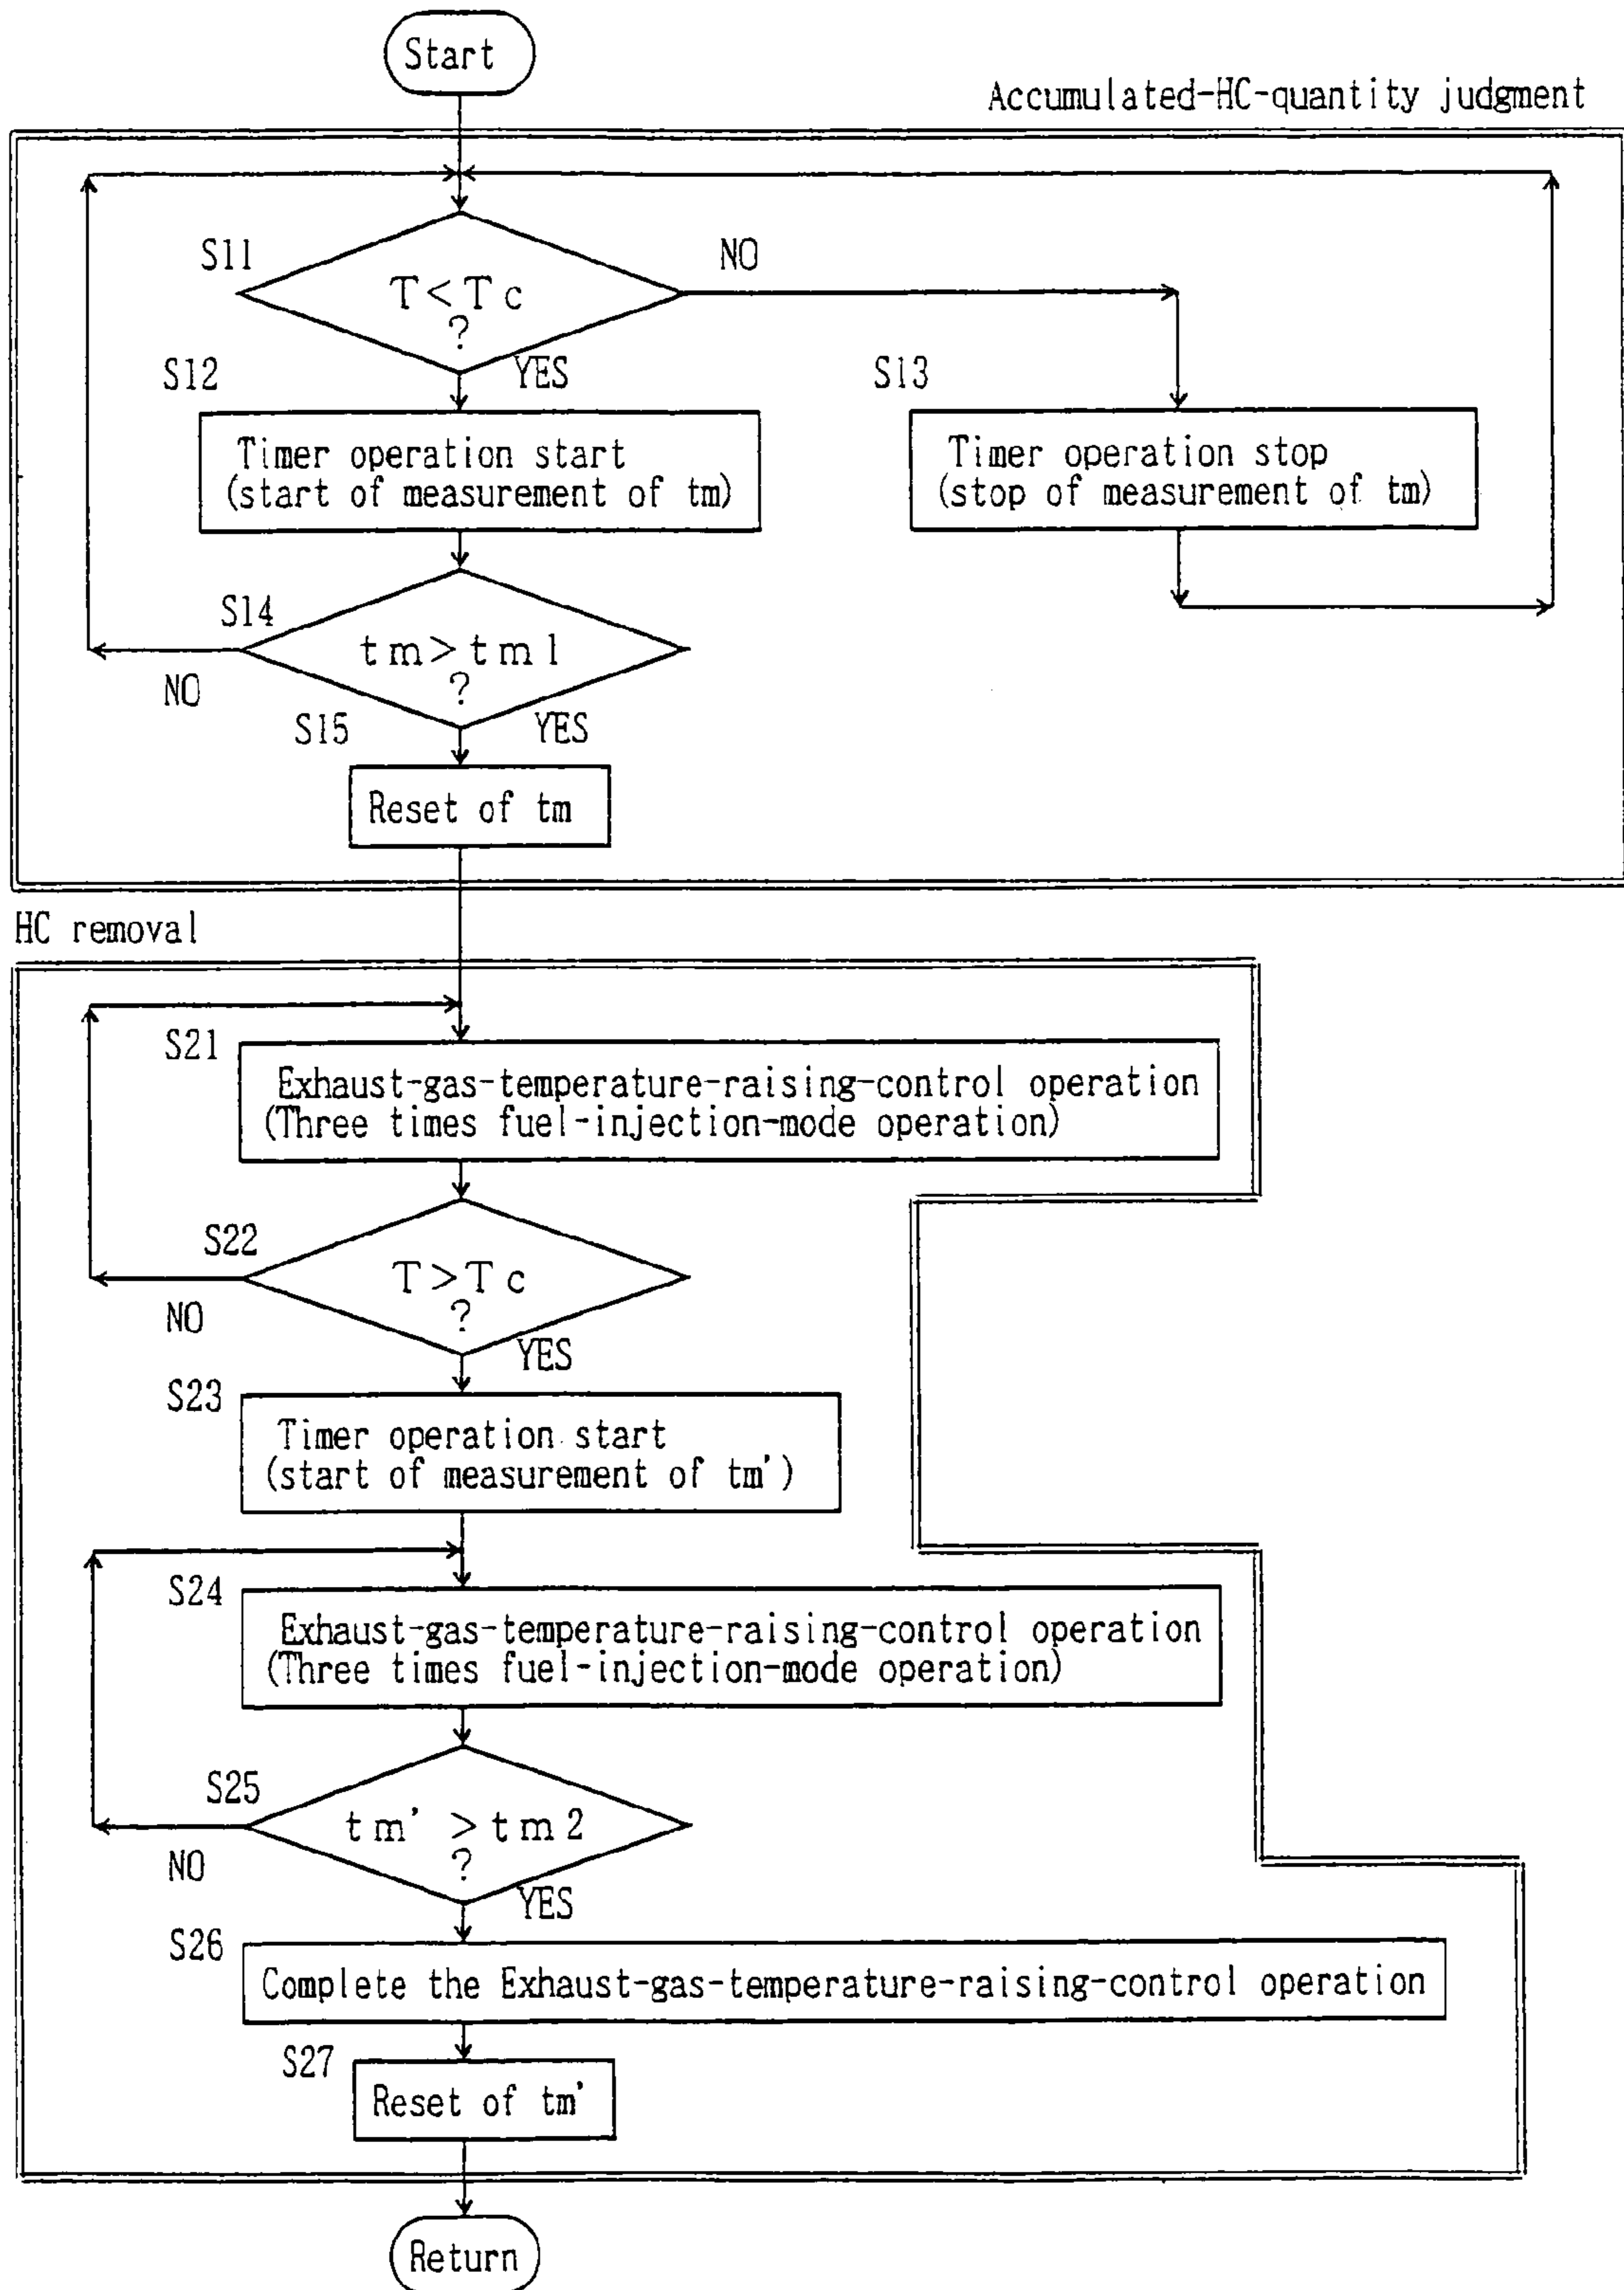 Start
Accumulated-HC-quantity judgment
S11
NO
T<Tc
?
YES
S12
S13
Timer operation start
(start of measurement of tm)
Timer operation stop
(stop of measurement of tm)
S14
tm>tm1
?
NO
YES
S15
Reset of tm
HC removal
S21
Exhaust-gas-temperature-raising-control operation
(Three times fuel-injection-mode operation)
S22
T>Tc
?
NO
YES
S23
Timer operation start
(start of measurement of tm')
S24
Exhaust-gas-temperature-raising-control operation
(Three times fuel-injection-mode operation)
S25
tm' >tm2
?
NO
YES
S26
Complete the Exhaust-gas-temperature-raising-control operation
S27
Reset of tm'
Return